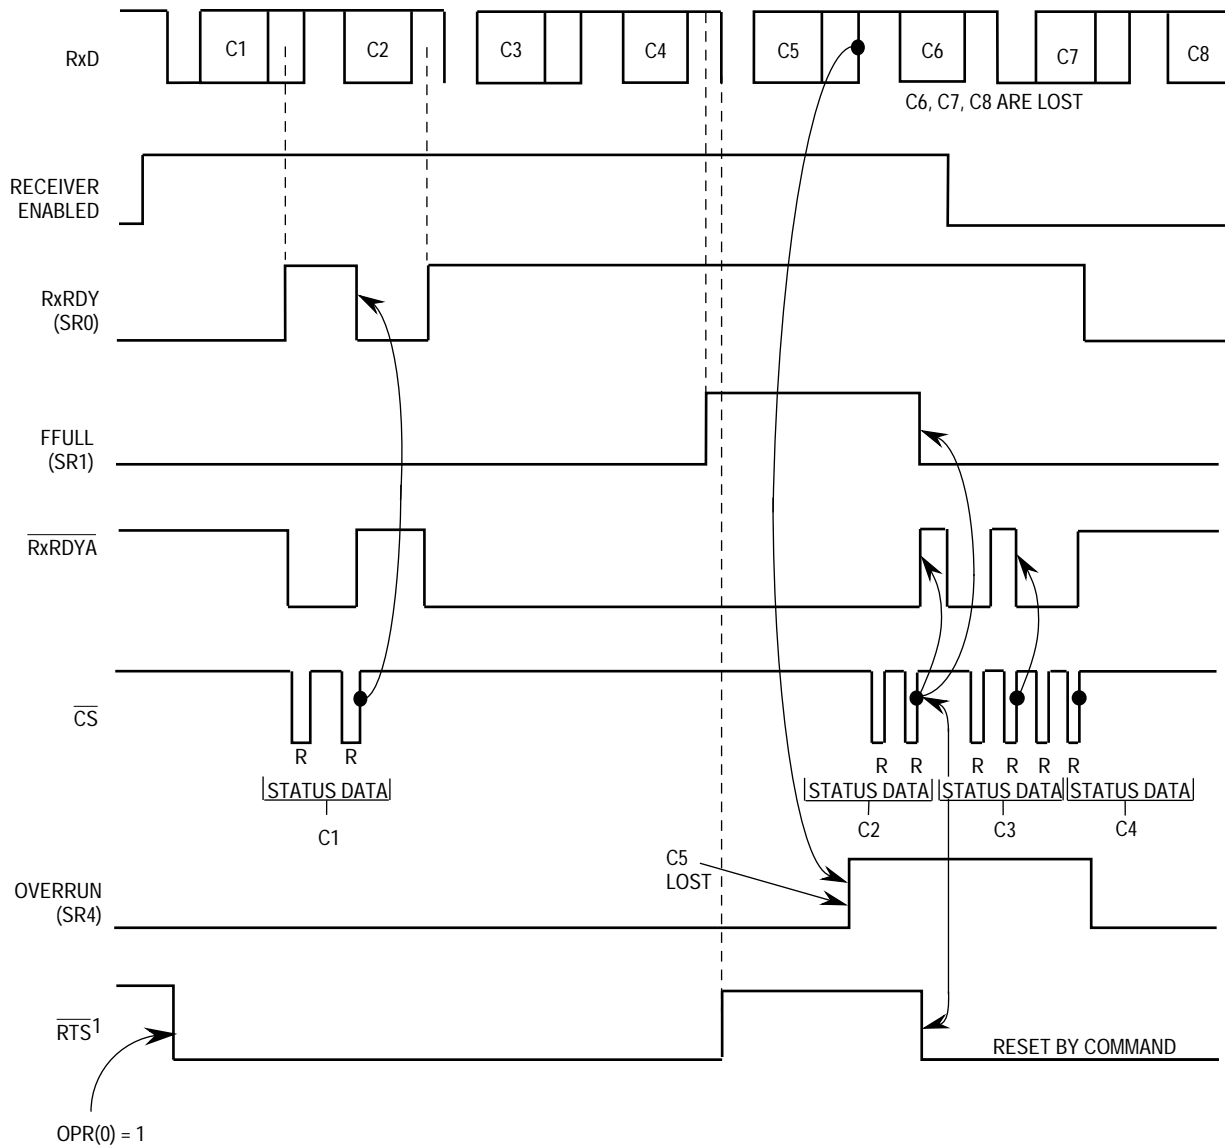 RxD
C1
C2
C3
C4
C5
C6
C7
C8
C6, C7, C8 ARE LOST
RECEIVER
ENABLED
RxRDY
(SR0)
FFULL
(SR1)
RxRDYA
CS
R
R
R
R
R
R
R
R
STATUS DATA
STATUS DATA
STATUS DATA
STATUS DATA
C1
C2
C3
C4
C5
LOST
OVERRUN
(SR4)
RTS1
RESET BY COMMAND
OPR(0) = 1